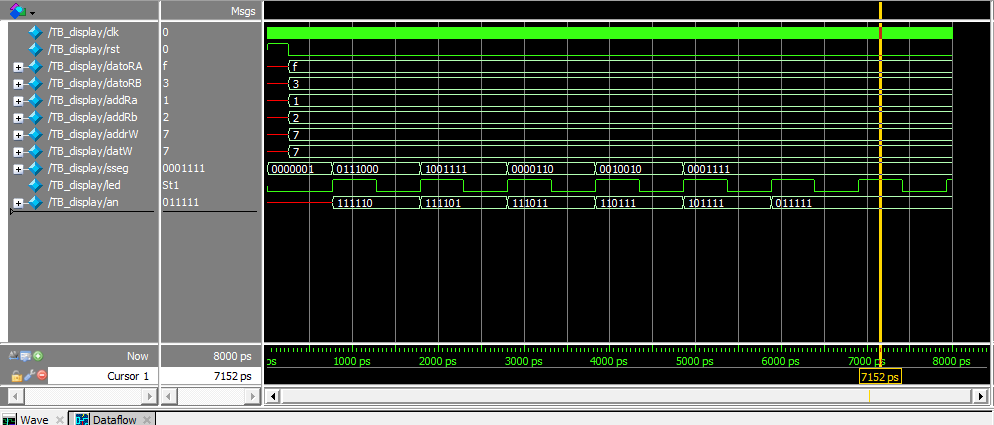 Msgs
/TB_display/clk 0
/TB_display/rst 0
/TB_display/datoRA f f
/TB_display/datoRB 3 3
/TB_display/addRa 1 1
/TB_display/addRb 2 2
/TB_display/addrW 7 7
/TB_display/datW 7 7
/TB_display/sseg 0001111 0000001 0111000 1001111 0000110 0010010 0001111
/TB_display/led St1
/TB_display/an 011111 111110 111101 111011 110111 101111 011111
Now 8000 ps ps 1000 ps 2000 ps 3000 ps 4000 ps 5000 ps 6000 ps 7000 ps 8000 ps
Cursor 1 7152 ps 7152 ps
Wave Dataflow